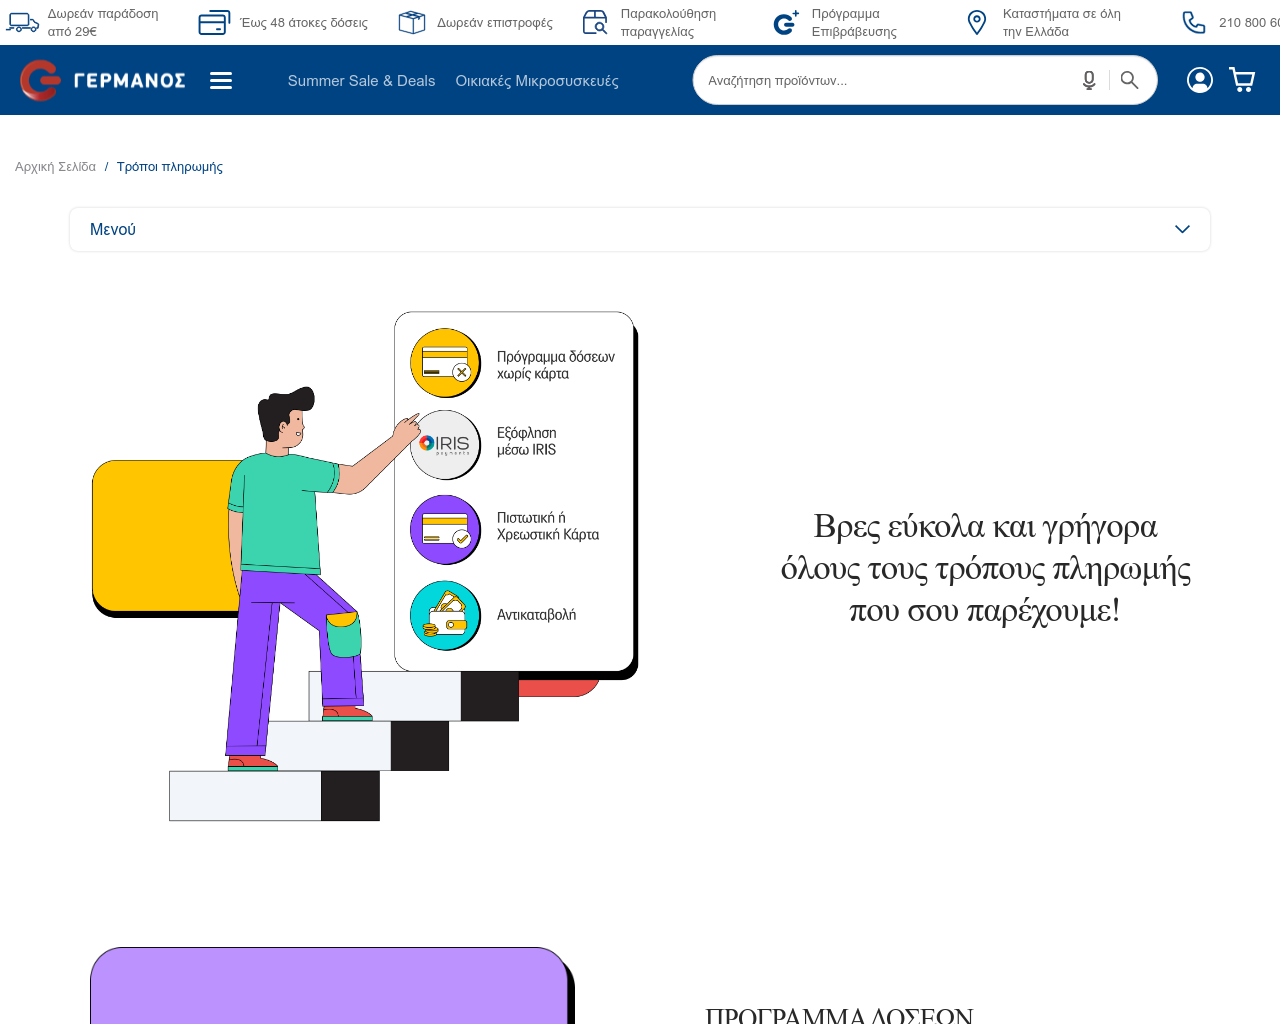 Δωρεάν παράδοση
από 29€
Έως 48 άτοκες δόσεις
Δωρεάν επιστροφές
Παρακολούθηση
παραγγελίας
Πρόγραμμα
Επιβράβευσης
Καταστήματα σε όλη
την Ελλάδα
210 800 60
ΓΕΡΜΑΝΟΣ
Summer Sale & Deals
Οικιακές Μικροσυσκευές
Αναζήτηση προϊόντων...
Αρχική Σελίδα / Τρόποι πληρωμής
Μενού
Πρόγραμμα δόσεων
χωρίς κάρτα
IRIS
payments
Εξόφληση
μέσω IRIS
Πιστωτική ή
Χρεωστική Κάρτα
Αντικαταβολή
Βρες εύκολα και γρήγορα
όλους τους τρόπους πληρωμής
που σου παρέχουμε!
ΠΡΟΓΡΑΜΜΑ ΔΟΣΕΩΝ